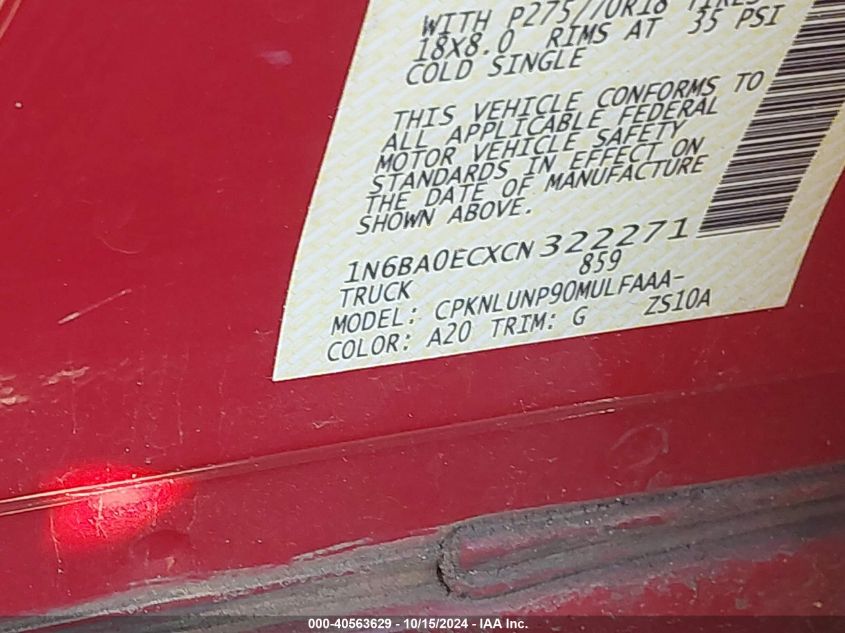 WITH P275/70R18 TIRES
18X8.0 RIMS AT 35 PSI
COLD SINGLE
THIS VEHICLE CONFORMS TO
ALL APPLICABLE FEDERAL
MOTOR VEHICLE SAFETY
STANDARDS IN EFFECT ON
THE DATE OF MANUFACTURE
SHOWN ABOVE.
1N6BA0ECXCN322271
TRUCK 859
MODEL: CPKNLUNP90MULFAAA-
COLOR: A20 TRIM: G ZS10A
000-40563629 - 10/15/2024 - IAA Inc.